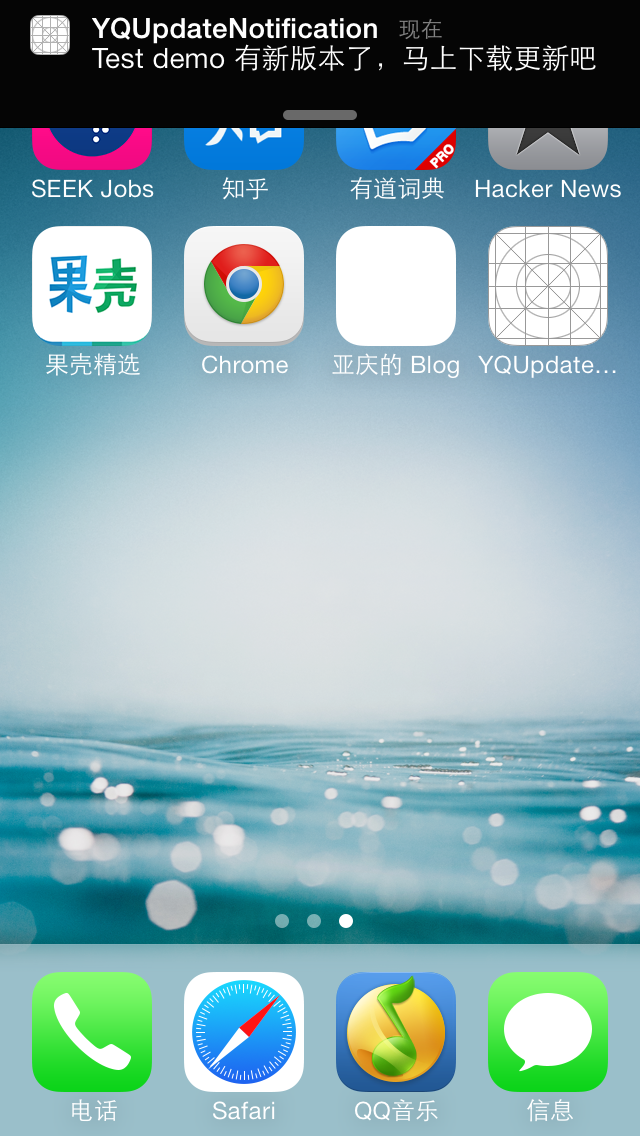 YQUpdateNotification 现在
Test demo 有新版本了，马上下载更新吧
PRO
SEEK Jobs 知乎 有道词典 Hacker News
果壳
果壳精选 Chrome 亚庆的 Blog YQUpdate...
电话 Safari QQ音乐 信息